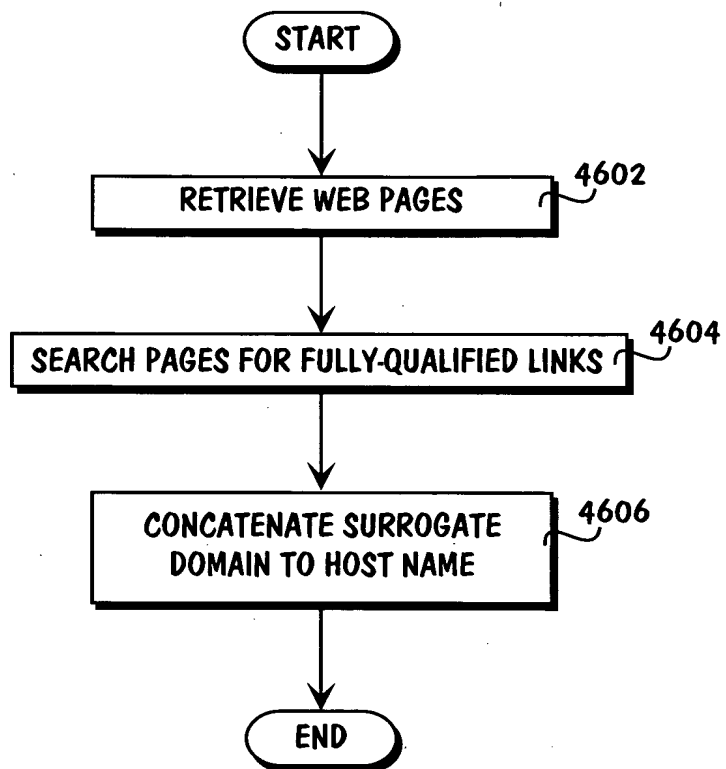 START
RETRIEVE WEB PAGES
4602
SEARCH PAGES FOR FULLY-QUALIFIED LINKS
4604
CONCATENATE SURROGATE
DOMAIN TO HOST NAME
4606
END